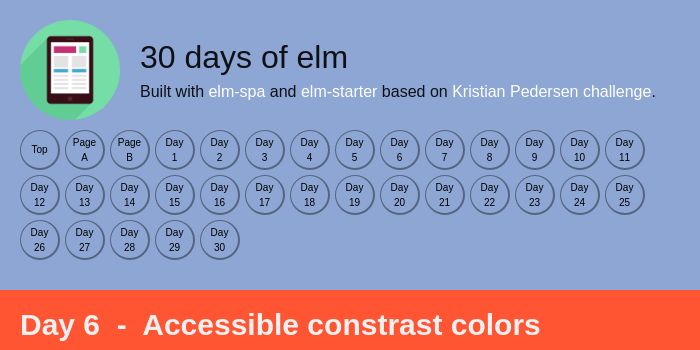 30 days of elm
Built with elm-spa and elm-starter based on Kristian Pedersen challenge.
Top Page A Page B Day 1 Day 2 Day 3 Day 4 Day 5 Day 6 Day 7 Day 8 Day 9 Day 10 Day 11
Day 12 Day 13 Day 14 Day 15 Day 16 Day 17 Day 18 Day 19 Day 20 Day 21 Day 22 Day 23 Day 24 Day 25
Day 26 Day 27 Day 28 Day 29 Day 30
Day 6 - Accessible constrast colors